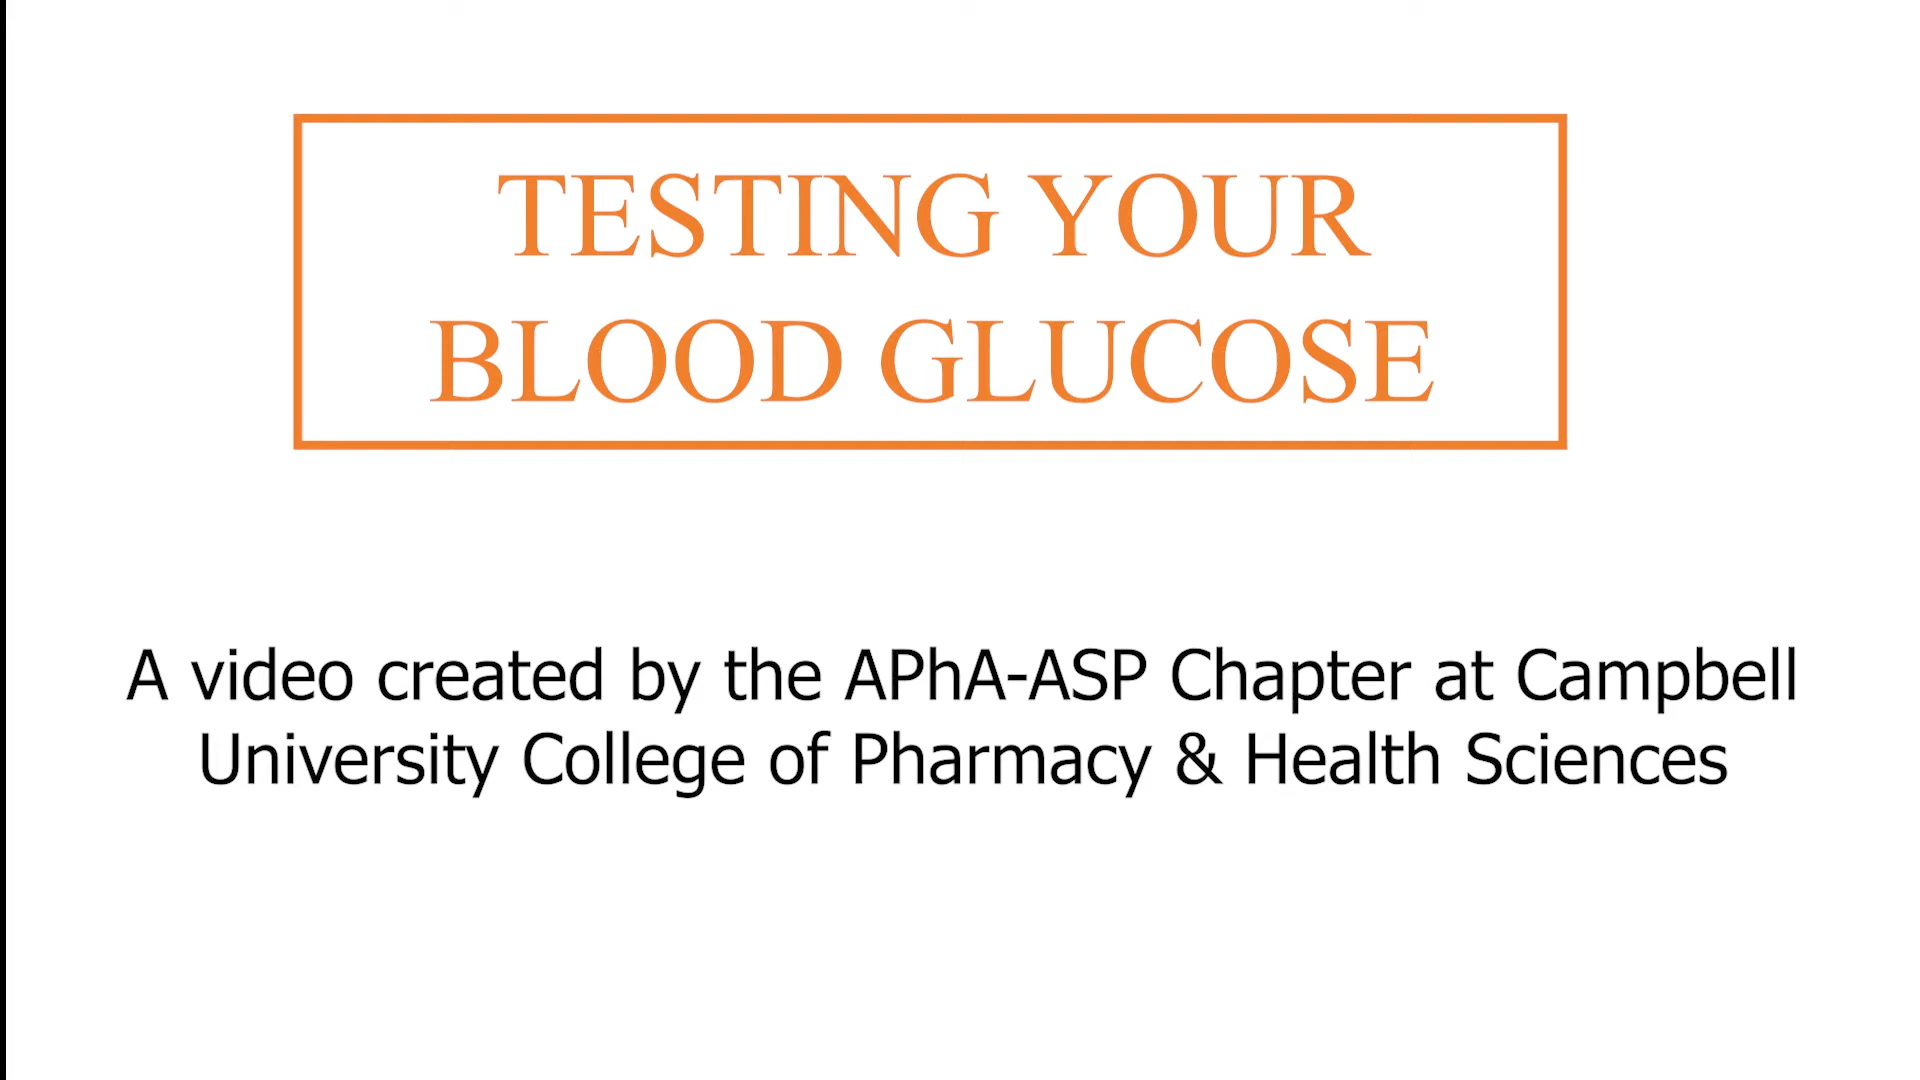 TESTING YOUR
BLOOD GLUCOSE
A video created by the APhA-ASP Chapter at Campbell
University College of Pharmacy & Health Sciences